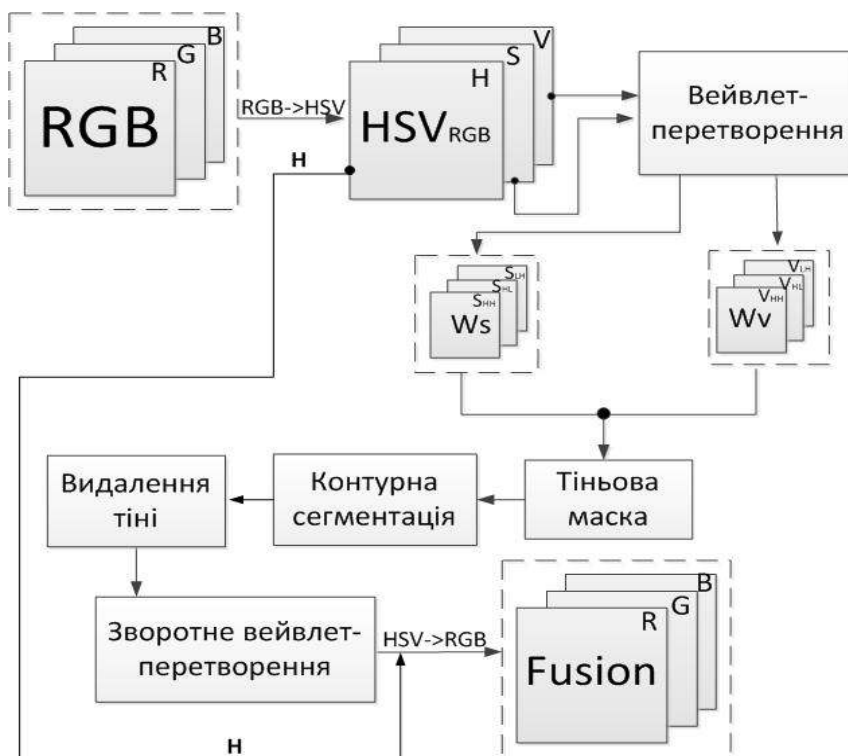 B
G
R
RGB
RGB->HSV
V
S
H
HSV RGB
Вейвлет-
перетворення
H
S LH
S HL
S HH
Ws
V LH
V HL
V HH
Wv
Видалення
тіні
Контурна
сегментація
Тіньова
маска
Зворотне вейвлет-
перетворення
HSV->RGB
B
G
R
Fusion
H